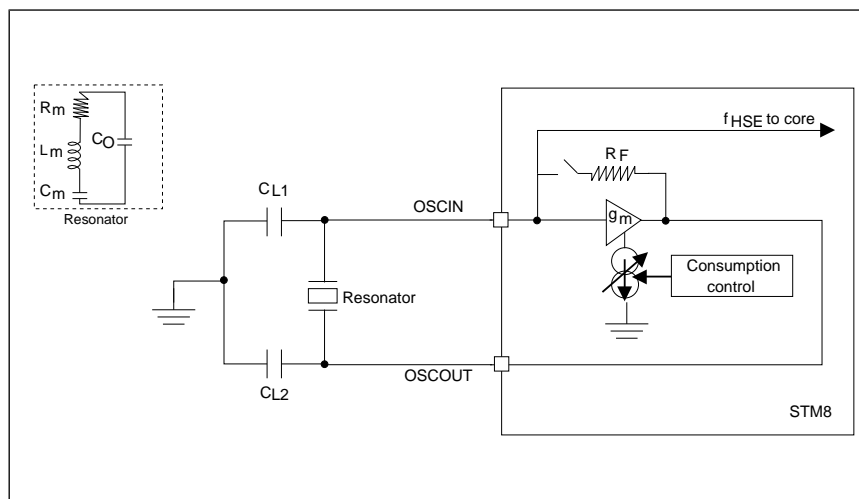 Rm
Lm
Cm
CO
Resonator
fHSE to core
RF
CL1
OSCIN
gm
Consumption
control
Resonator
CL2
OSCOUT
STM8